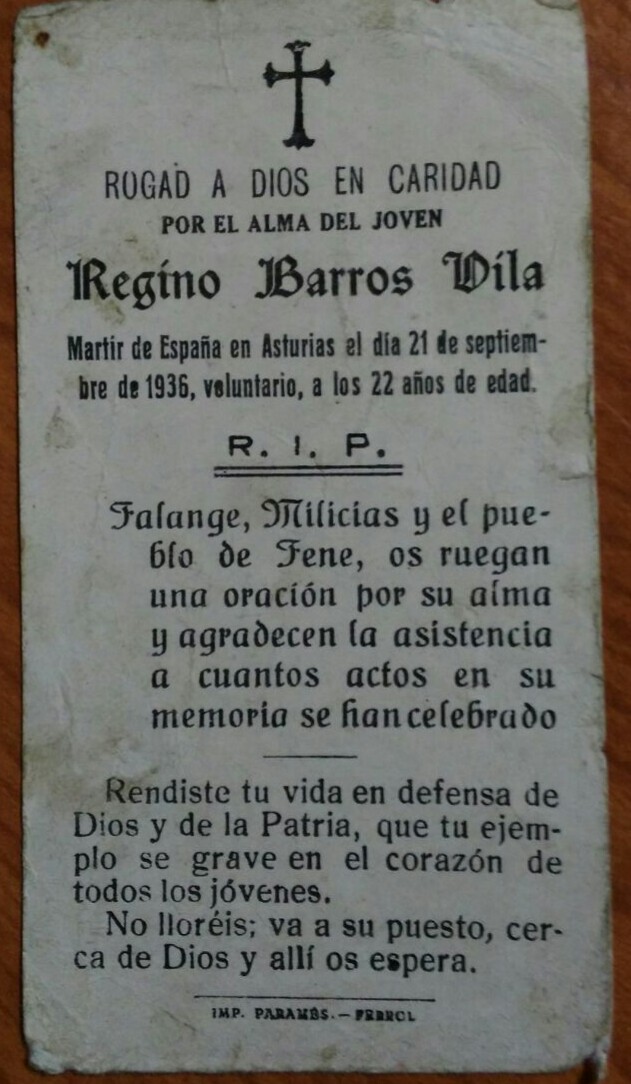 ROGAD A DIOS EN CARIDAD
POR EL ALMA DEL JOVEN
Regino Barros Vila
Martir de España en Asturias el día 21 de septiem-
bre de 1936, voluntario, a los 22 años de edad.
R. I. P.
Falange, Milicias y el pue-
blo de Fene, os ruegan
una oración por su alma
y agradecen la asistencia
a cuantos actos en su
memoria se han celebrado
Rendiste tu vida en defensa de
Dios y de la Patria, que tu ejem-
plo se grave en el corazón de
todos los jóvenes.
No lloréis; va a su puesto, cer-
ca de Dios y allí os espera.
IMP. PARAMÉS.—FERROL